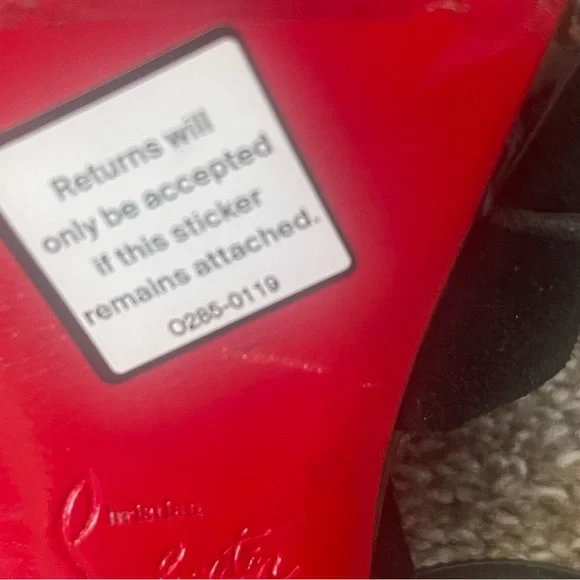 Returns will
only be accepted
if this sticker
remains attached.
O285-0119